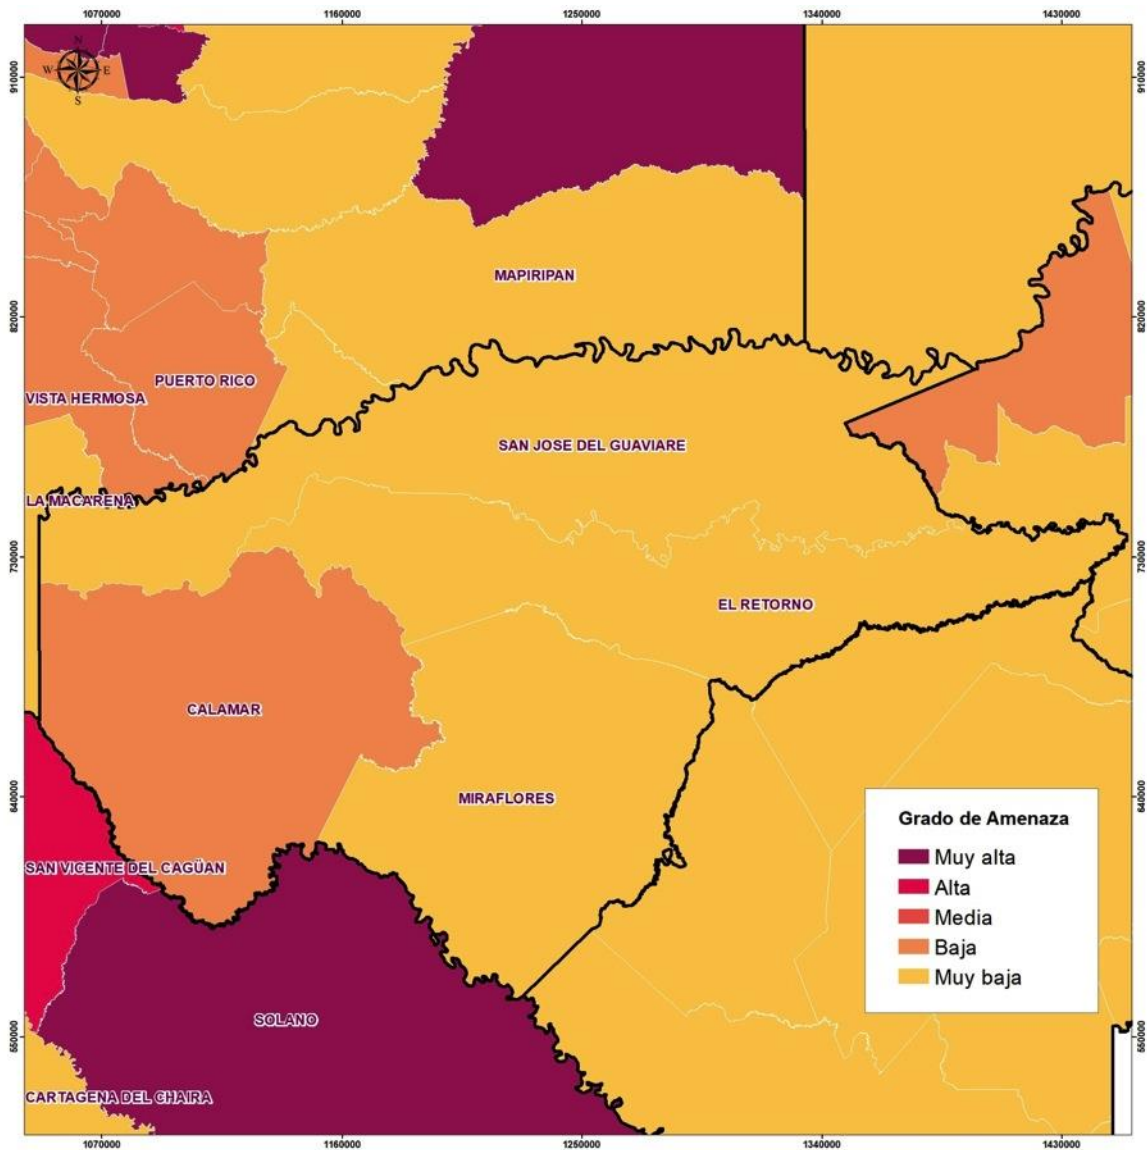 1070000 1160000 1250000 1340000 1430000
N
W E
S
910000 910000
MAPIRIPAN
820000 820000
PUERTO RICO
VISTA HERMOSA
SAN JOSE DEL GUAVIARE
LA MACARENA
730000 730000
EL RETORNO
CALAMAR
640000 640000
MIRAFLORES
Grado de Amenaza
Muy alta
Alta
Media
Baja
Muy baja
SAN VICENTE DEL CAGÜAN
SOLANO
550000 550000
CARTAGENA DEL CHAIRA
1070000 1160000 1250000 1340000 1430000